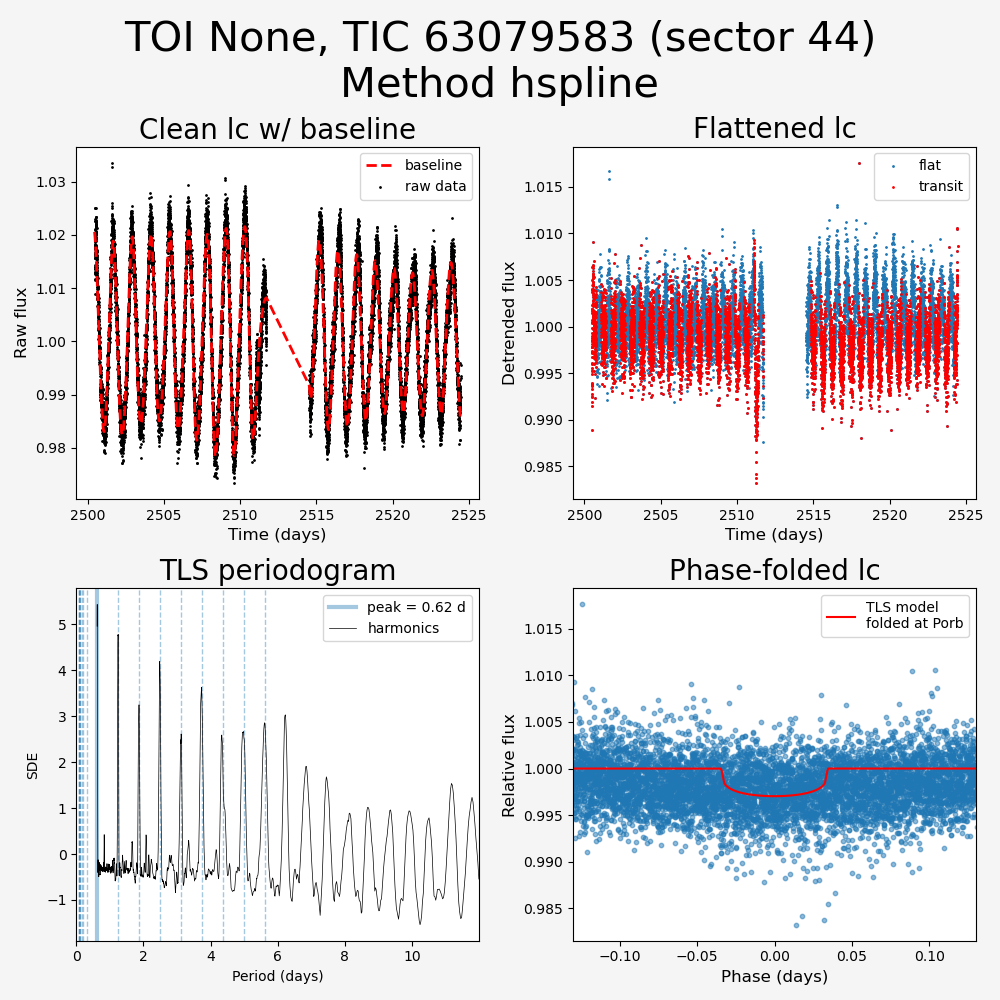 TOI None, TIC 63079583 (sector 44)
Method hspline
Clean lc w/ baseline
baseline
raw data
1.03
1.02
1.01
1.00
0.99
0.98
Raw flux
2500
2505
2510
2515
2520
2525
Time (days)
Flattened lc
flat
transit
1.015
1.010
1.005
1.000
0.995
0.990
0.985
Detrended flux
2500
2505
2510
2515
2520
2525
Time (days)
TLS periodogram
peak = 0.62 d
harmonics
5
4
3
2
1
0
−1
SDE
0
2
4
6
8
10
Period (days)
Phase-folded lc
TLS model
folded at Porb
1.015
1.010
1.005
1.000
0.995
0.990
0.985
Relative flux
−0.10
−0.05
0.00
0.05
0.10
Phase (days)